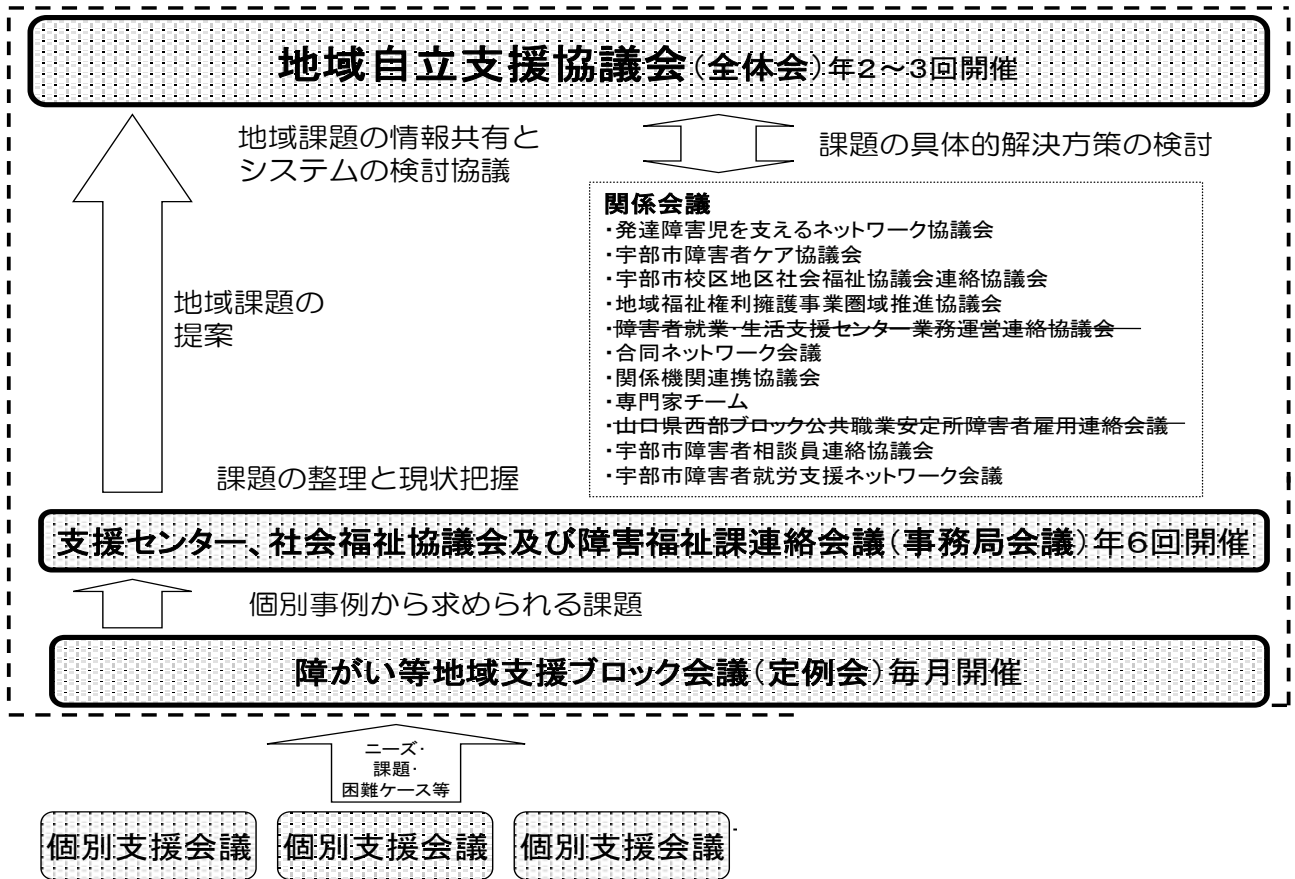 地域自立支援協議会（全体会）年２～３回開催
地域課題の情報共有と
システムの検討協議
課題の具体的解決方策の検討
関係会議
・発達障害児を支えるネットワーク協議会
・宇部市障害者ケア協議会
・宇部市校区地区社会福祉協議会連絡協議会
・地域福祉権利擁護事業圏域推進協議会
・障害者就業・生活支援センター業務運営連絡協議会
・合同ネットワーク会議
・関係機関連携協議会
・専門家チーム
・山口県西部ブロック公共職業安定所障害者雇用連絡会議
・宇部市障害者相談員連絡協議会
・宇部市障害者就労支援ネットワーク会議
地域課題の
提案
課題の整理と現状把握
支援センター、社会福祉協議会及び障害福祉課連絡会議（事務局会議）年６回開催
個別事例から求められる課題
障がい等地域支援ブロック会議（定例会）毎月開催
ニーズ・
課題・
困難ケース等
個別支援会議 個別支援会議 個別支援会議